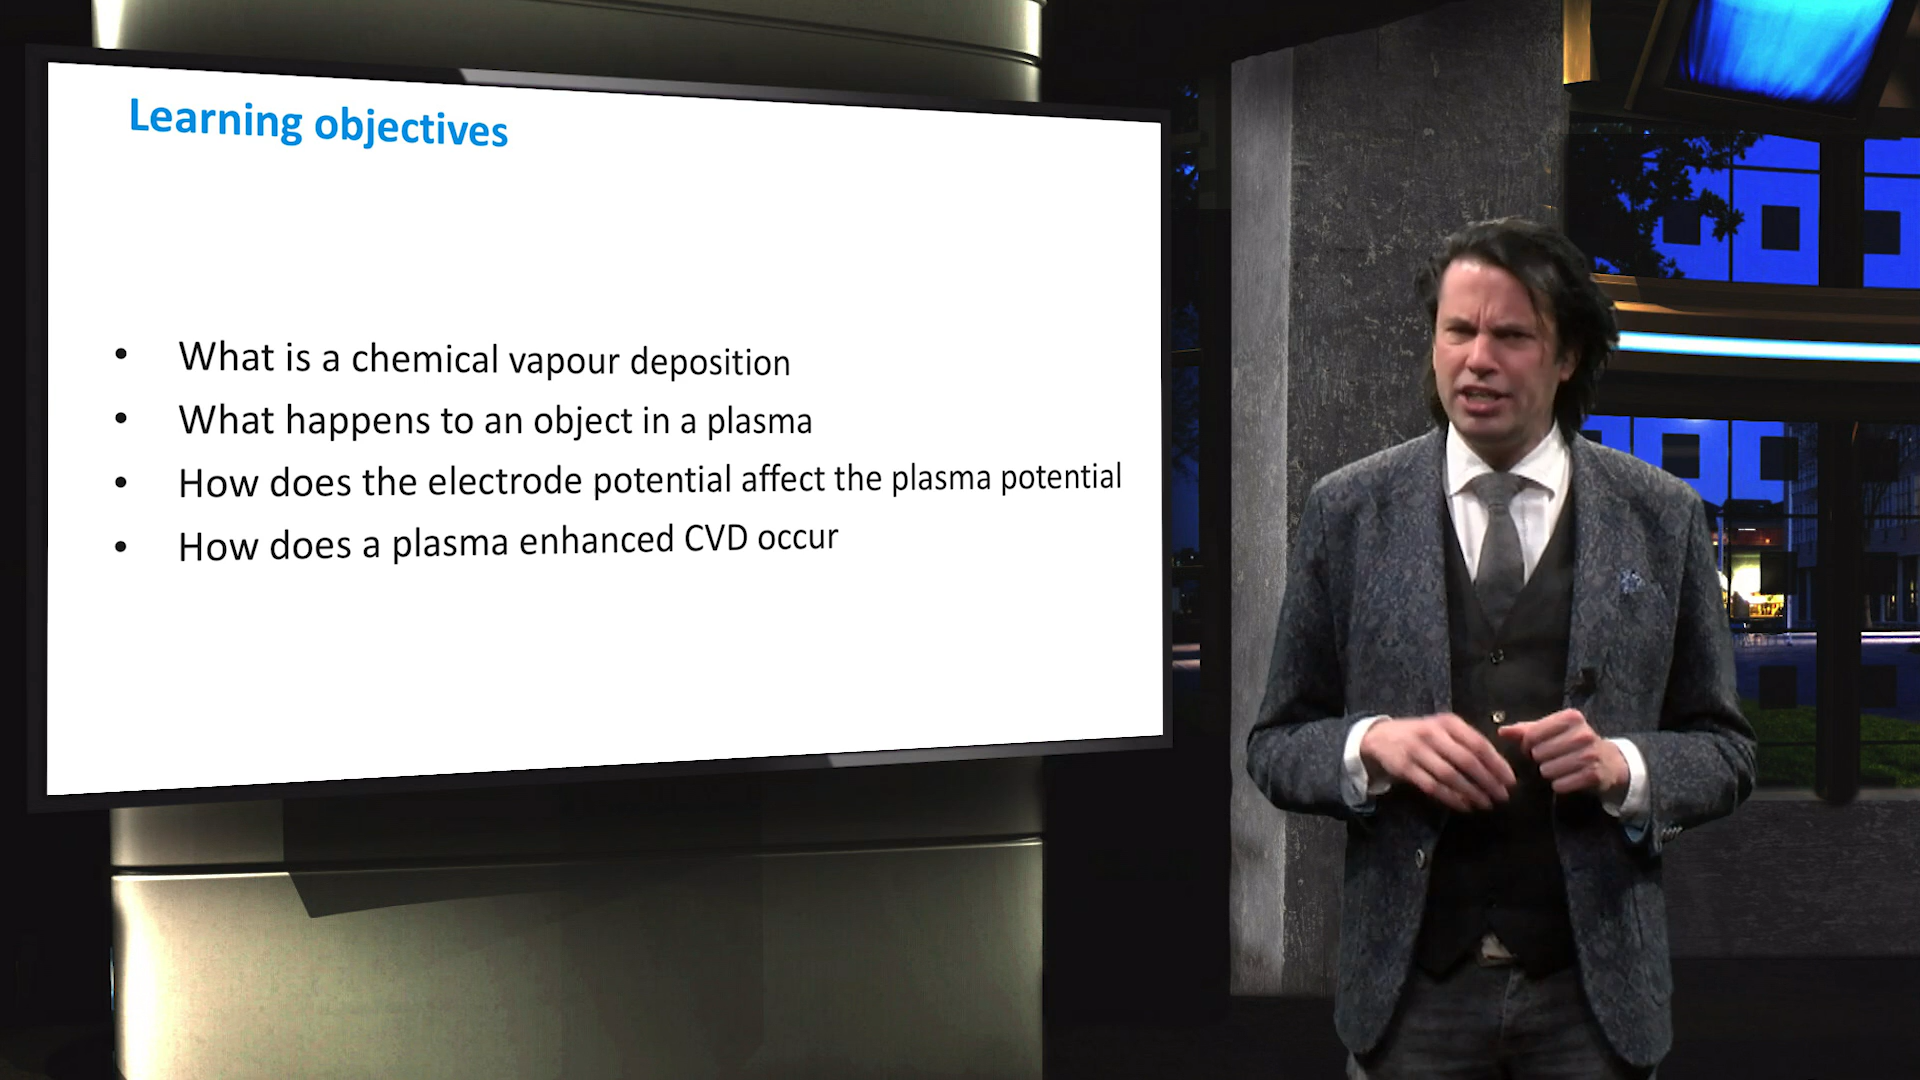 Learning objectives
• What is a chemical vapour deposition
• What happens to an object in a plasma
• How does the electrode potential affect the plasma potential
• How does a plasma enhanced CVD occur